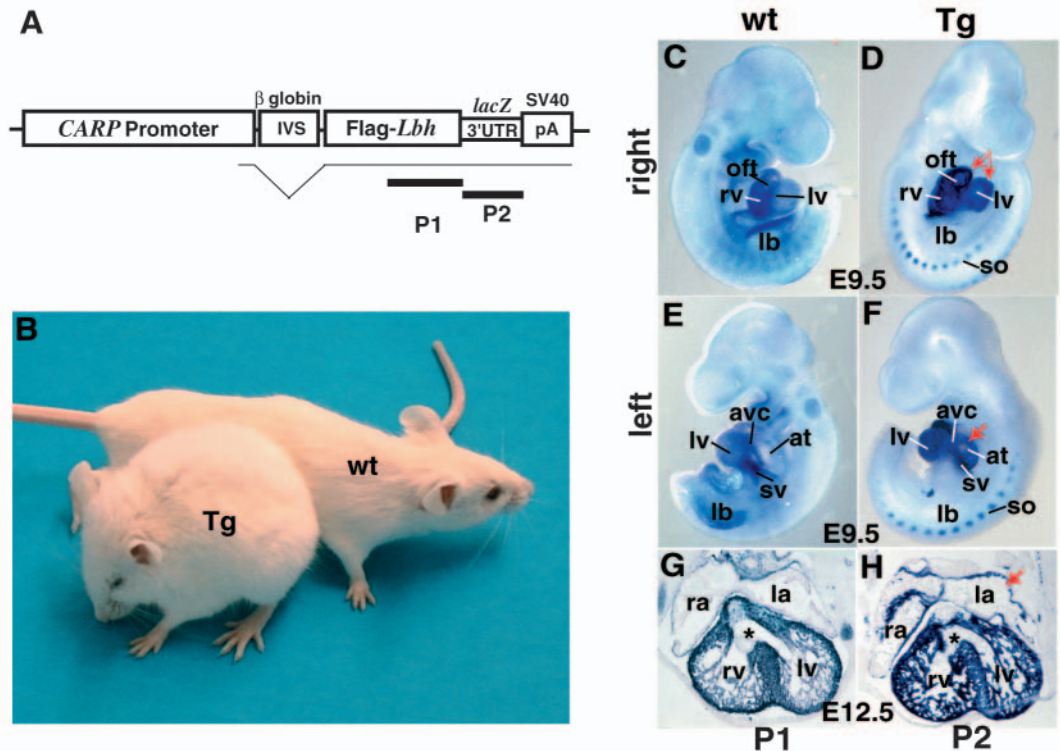 A
β globin
lacZ
SV40
CARP Promoter
IVS
Flag-Lbh
3'UTR
pA
P1
P2
B
wt
Tg
wt
Tg
right
C
oft
rv
lv
lb
D
oft
rv
lv
lb
so
E9.5
left
E
avc
lv
at
sv
lb
F
avc
lv
at
sv
lb
so
E9.5
G
ra
la
*
rv
lv
H
la
ra
*
rv
lv
E12.5
P1
P2